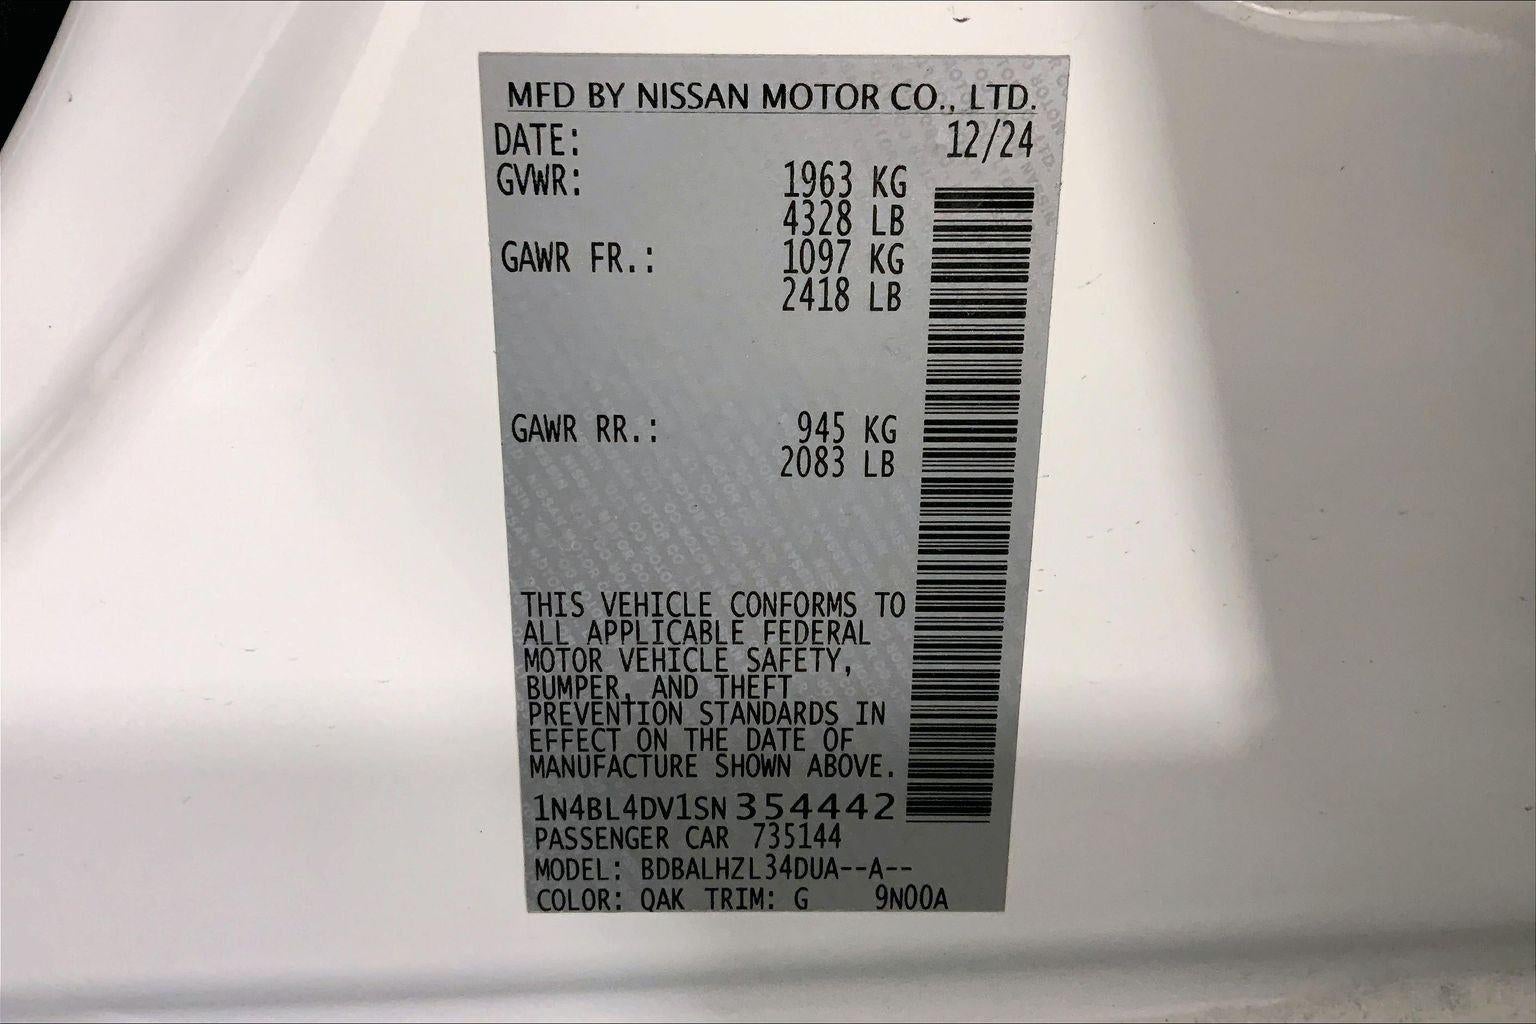 MFD BY NISSAN MOTOR CO., LTD.
DATE: 12/24
GVWR: 1963 KG
4328 LB
GAWR FR.: 1097 KG
2418 LB
GAWR RR.: 945 KG
2083 LB
THIS VEHICLE CONFORMS TO
ALL APPLICABLE FEDERAL
MOTOR VEHICLE SAFETY,
BUMPER, AND THEFT
PREVENTION STANDARDS IN
EFFECT ON THE DATE OF
MANUFACTURE SHOWN ABOVE.
1N4BL4DV1SN354442
PASSENGER CAR 735144
MODEL: BDBALHZL34DUA--A--
COLOR: QAK TRIM: G 9N00A